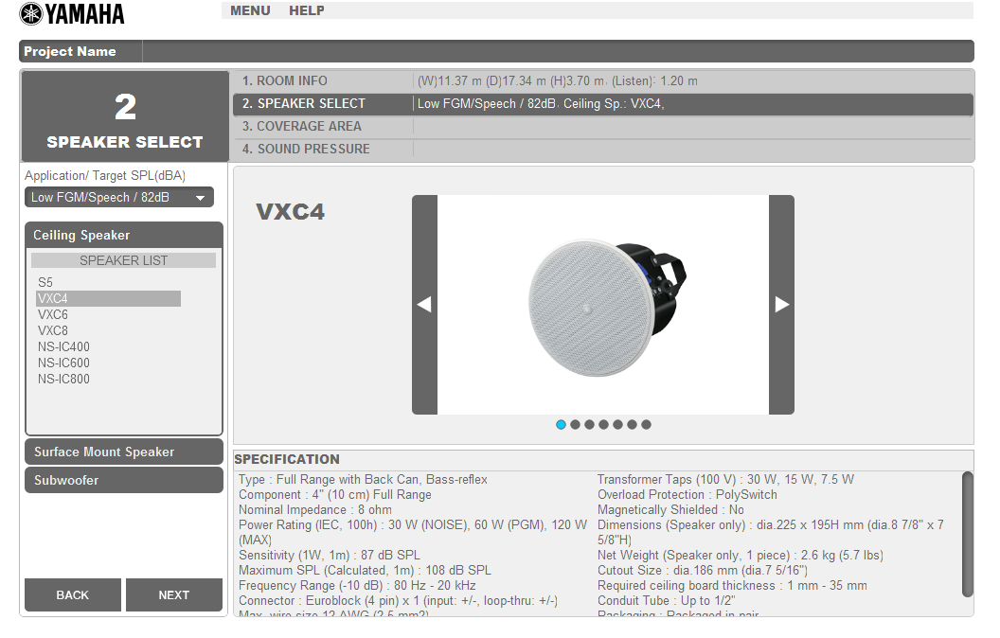 YAMAHA
MENU HELP
Project Name
2
SPEAKER SELECT
1. ROOM INFO (W)11.37 m (D)17.34 m (H)3.70 m, (Listen): 1.20 m
2. SPEAKER SELECT Low FGM/Speech / 82dB, Ceiling Sp.: VXC4,
3. COVERAGE AREA
4. SOUND PRESSURE
Application/ Target SPL(dBA)
Low FGM/Speech / 82dB
Ceiling Speaker
SPEAKER LIST
S5
VXC4
VXC6
VXC8
NS-IC400
NS-IC600
NS-IC800
Surface Mount Speaker
Subwoofer
BACK NEXT
VXC4
SPECIFICATION
Type : Full Range with Back Can, Bass-reflex
Component : 4" (10 cm) Full Range
Nominal Impedance : 8 ohm
Power Rating (IEC, 100h) : 30 W (NOISE), 60 W (PGM), 120 W
(MAX)
Sensitivity (1W, 1m) : 87 dB SPL
Maximum SPL (Calculated, 1m) : 108 dB SPL
Frequency Range (-10 dB) : 80 Hz - 20 kHz
Connector : Euroblock (4 pin) x 1 (input: +/-, loop-thru: +/-)
Max. wire size 12 AWG (2.5 mm2)
Transformer Taps (100 V) : 30 W, 15 W, 7.5 W
Overload Protection : PolySwitch
Magnetically Shielded : No
Dimensions (Speaker only) : dia.225 x 195H mm (dia.8 7/8" x 7
5/8"H)
Net Weight (Speaker only, 1 piece) : 2.6 kg (5.7 lbs)
Cutout Size : dia.186 mm (dia.7 5/16")
Required ceiling board thickness : 1 mm - 35 mm
Conduit Tube : Up to 1/2"
Packaging : Packaged in pair